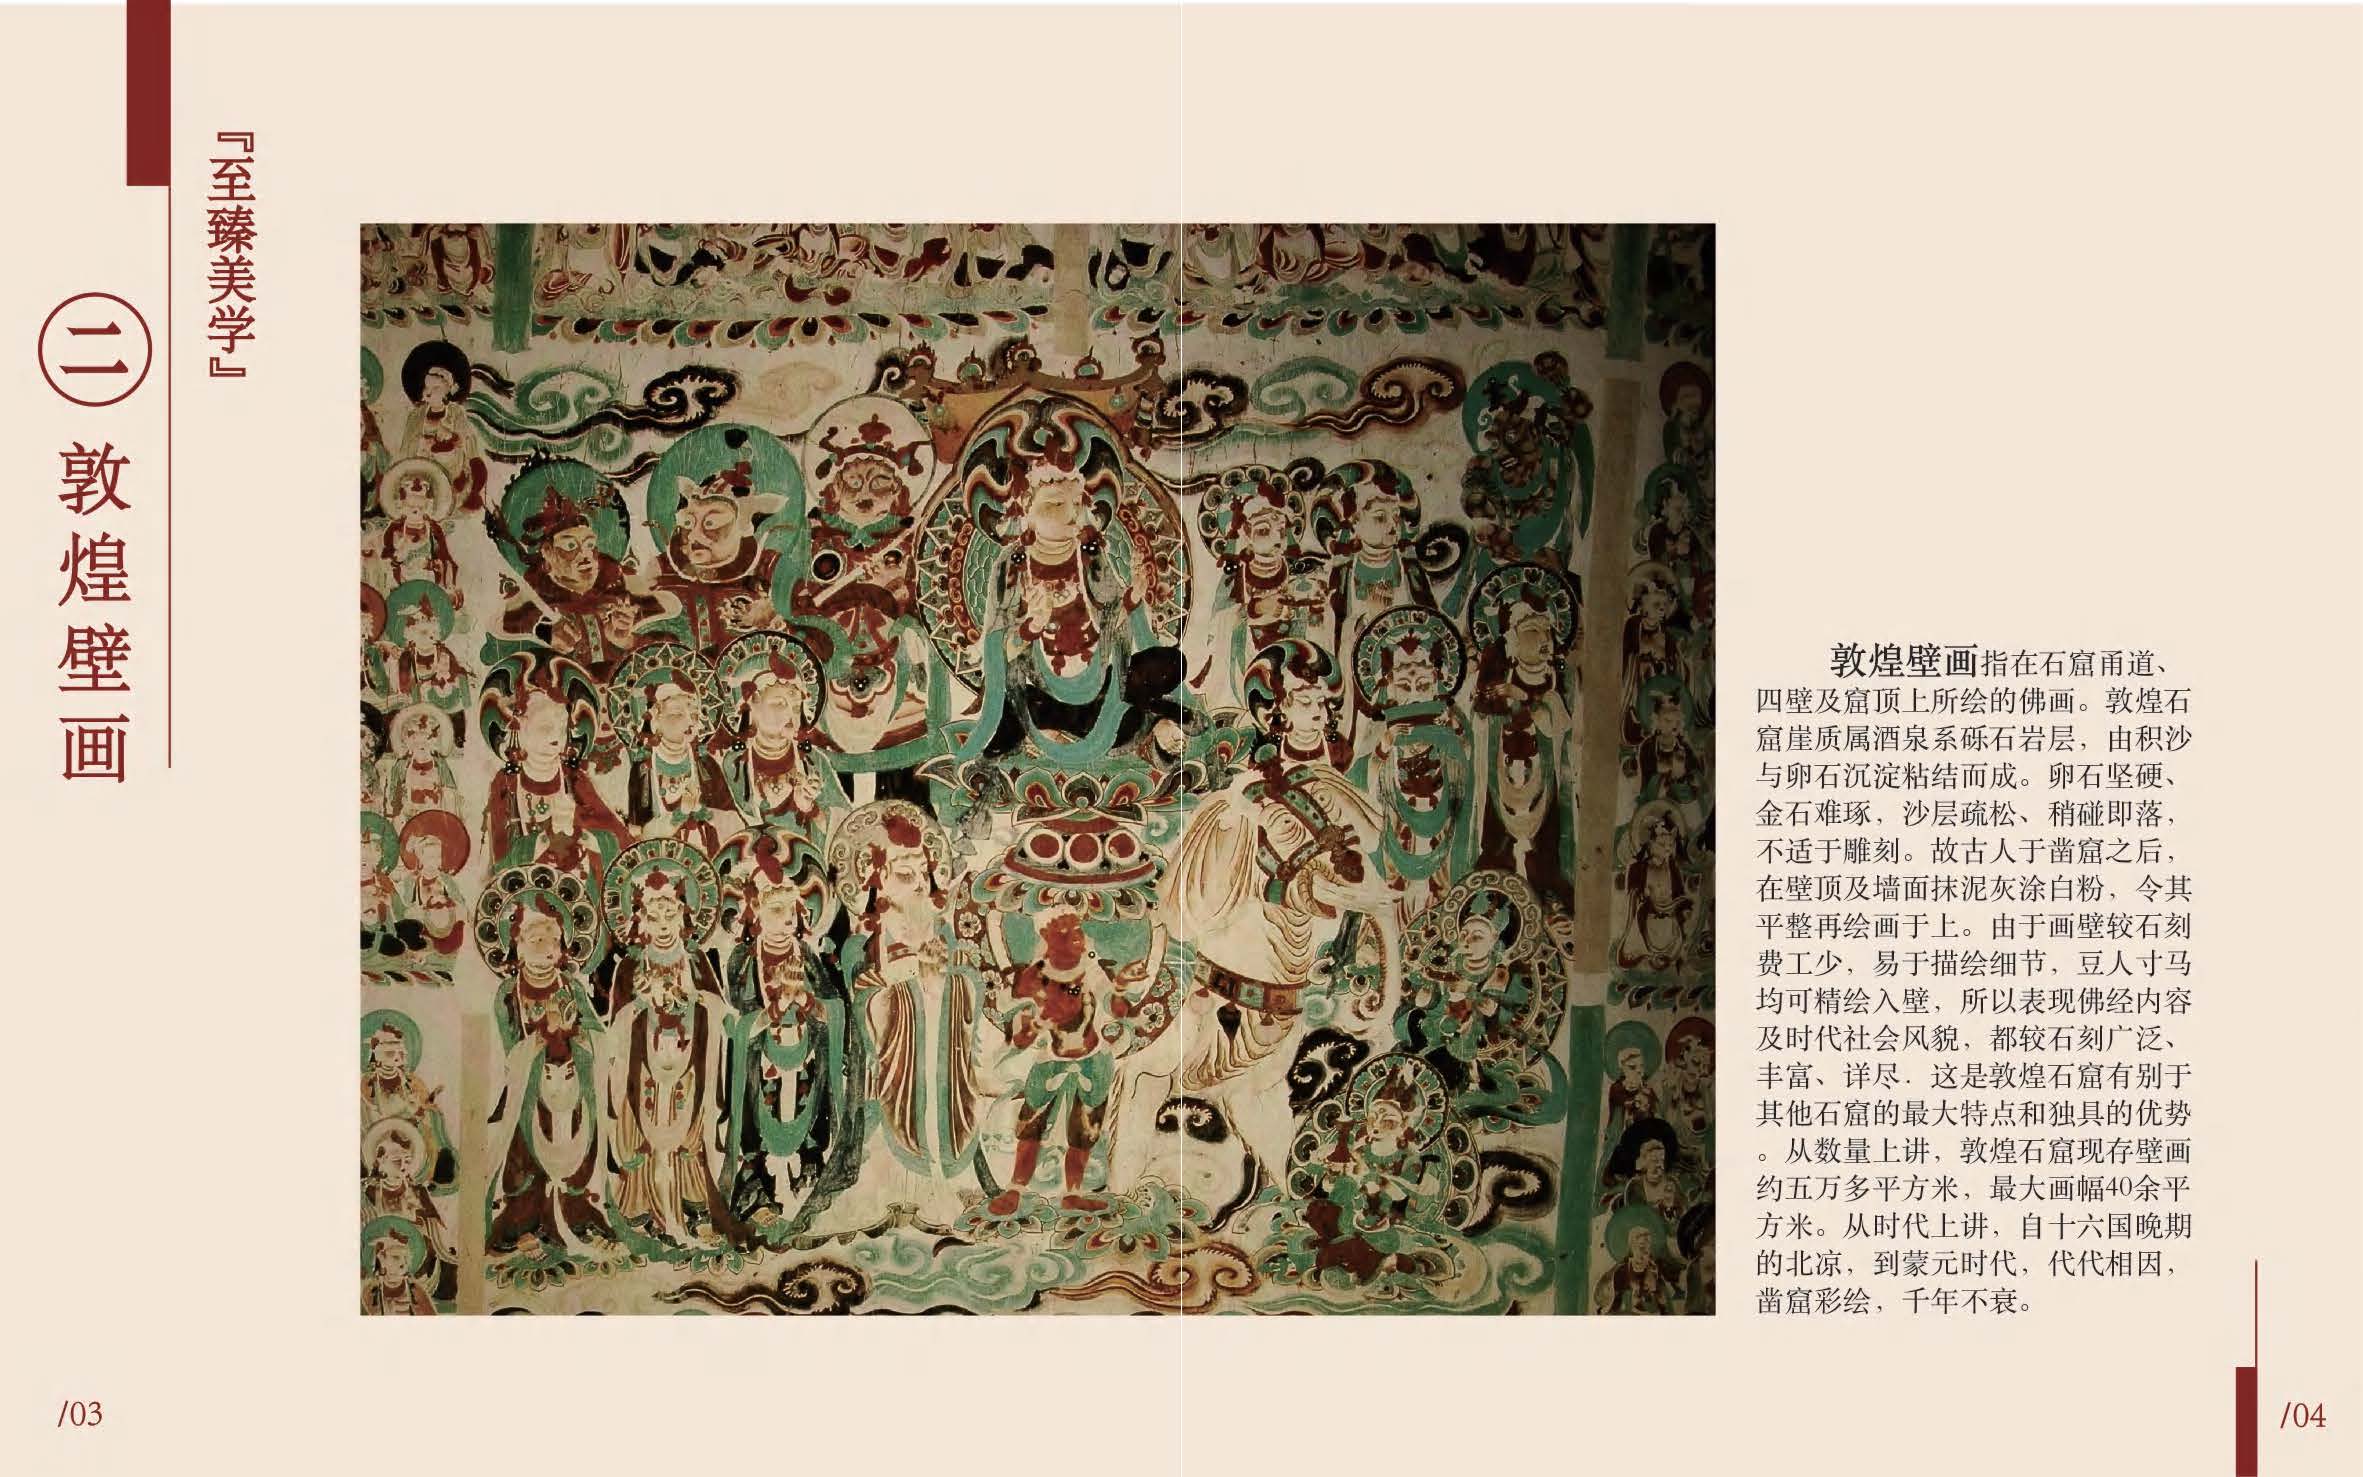 『至臻美学』
二
敦煌壁画
敦煌壁画指在石窟甬道、
四壁及窟顶上所绘的佛画。敦煌石
窟崖质属酒泉系砾石岩层，由积沙
与卵石沉淀粘结而成。卵石坚硬、
金石难琢，沙层疏松、稍碰即落，
不适于雕刻。故古人于凿窟之后，
在壁顶及墙面抹泥灰涂白粉，令其
平整再绘画于上。由于画壁较石刻
费工少，易于描绘细节，豆人寸马
均可精绘入壁，所以表现佛经内容
及时代社会风貌，都较石刻广泛、
丰富、详尽．这是敦煌石窟有别于
其他石窟的最大特点和独具的优势
。从数量上讲，敦煌石窟现存壁画
约五万多平方米，最大画幅40余平
方米。从时代上讲，自十六国晚期
的北凉，到蒙元时代，代代相因，
凿窟彩绘，千年不衰。
/03
/04